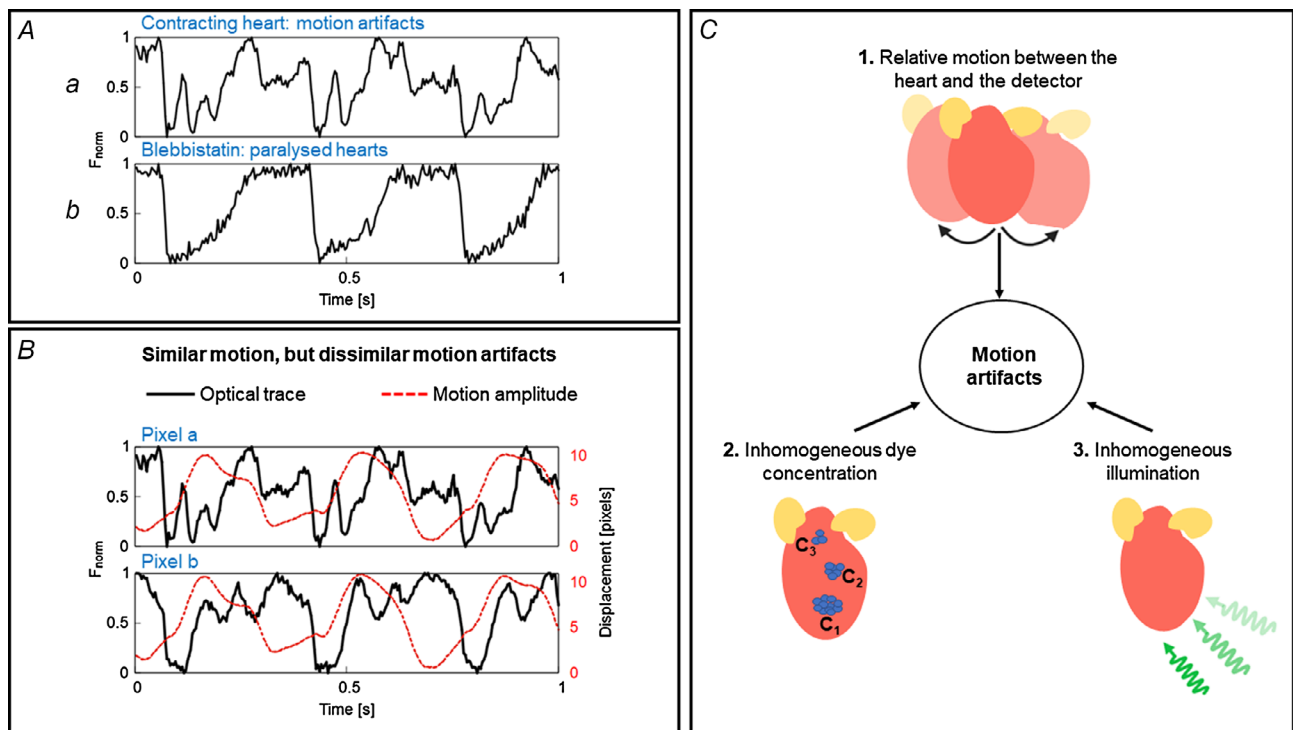 A
Contracting heart: motion artifacts
a
1
0.5
0
F_norm
Blebbistatin: paralysed hearts
b
1
0.5
0
0
0.5
1
Time [s]
B
Similar motion, but dissimilar motion artifacts
Optical trace
Motion amplitude
Pixel a
1
0.5
0
10
5
0
F_norm
Displacement [pixels]
Pixel b
1
0.5
0
10
5
0
0
0.5
1
Time [s]
C
1. Relative motion between the
heart and the detector
Motion
artifacts
2. Inhomogeneous dye
concentration
C3
C2
C1
3. Inhomogeneous
illumination